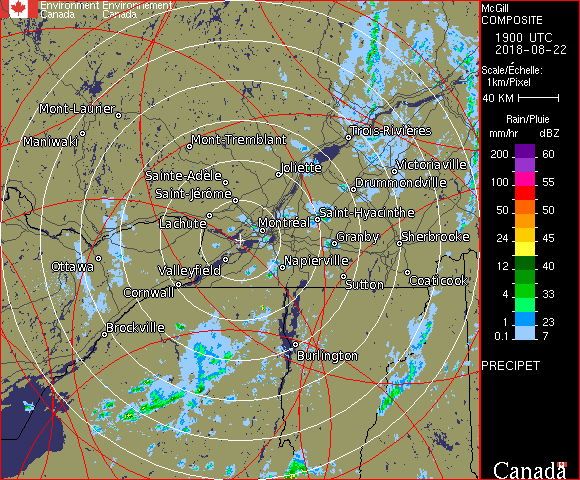 Environment Environnement
Canada Canada
McGill
COMPOSITE
1900 UTC
2018-08-22
Scale/Échelle:
1km/Pixel
40 KM
Rain/Pluie
mm/hr dBZ
200 60
100 55
50 50
24 45
12 40
4 33
1 23
0.1 7
PRECIPET
Canada
Mont-Laurier
Maniwaki
Mont-Tremblant
Trois-Rivières
Joliette
Victoriaville
Sainte-Adèle
Drummondville
Saint-Jérôme
Lachute
Saint-Hyacinthe
Montréal
Granby
Sherbrooke
Ottawa
Valleyfield
Napierville
Cornwall
Sutton
Coaticook
Brockville
Burlington